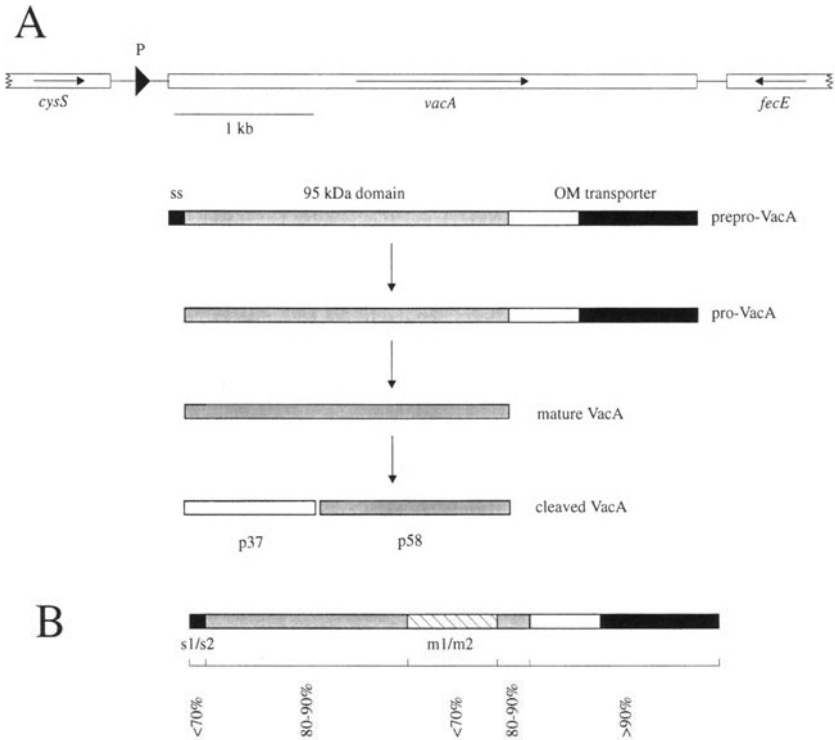 A
P
cysS
vacA
fecE
1 kb
ss
95 kDa domain
OM transporter
prepro-VacA
pro-VacA
mature VacA
cleaved VacA
p37
p58
B
s1/s2
m1/m2
<70%
80-90%
<70%
80-90%
>90%